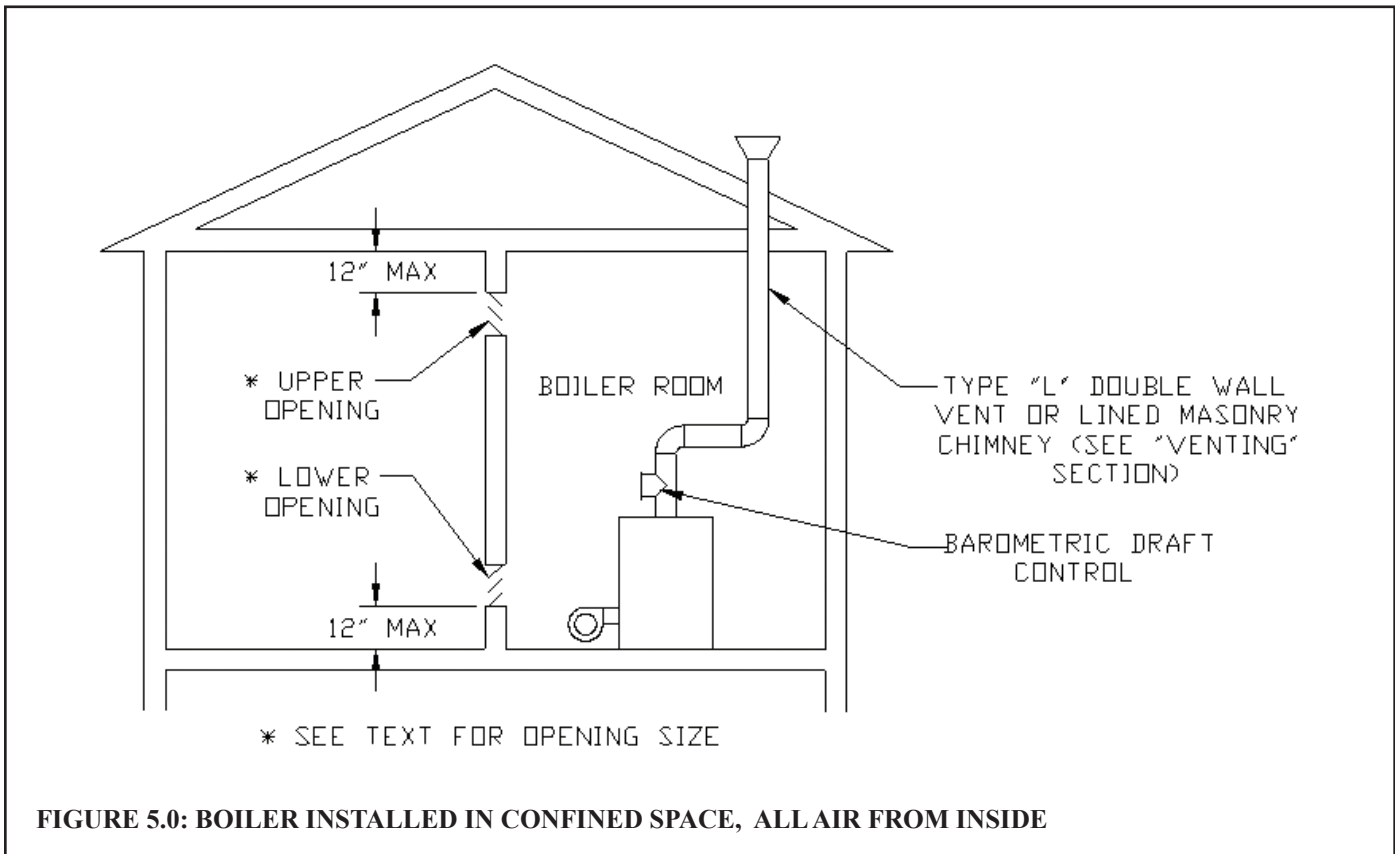 12" MAX
* UPPER
OPENING
BOILER ROOM
TYPE "L" DOUBLE WALL
VENT OR LINED MASONRY
CHIMNEY (SEE "VENTING"
SECTION)
* LOWER
OPENING
BAROMETRIC DRAFT
CONTROL
12" MAX
* SEE TEXT FOR OPENING SIZE
FIGURE 5.0: BOILER INSTALLED IN CONFINED SPACE, ALL AIR FROM INSIDE